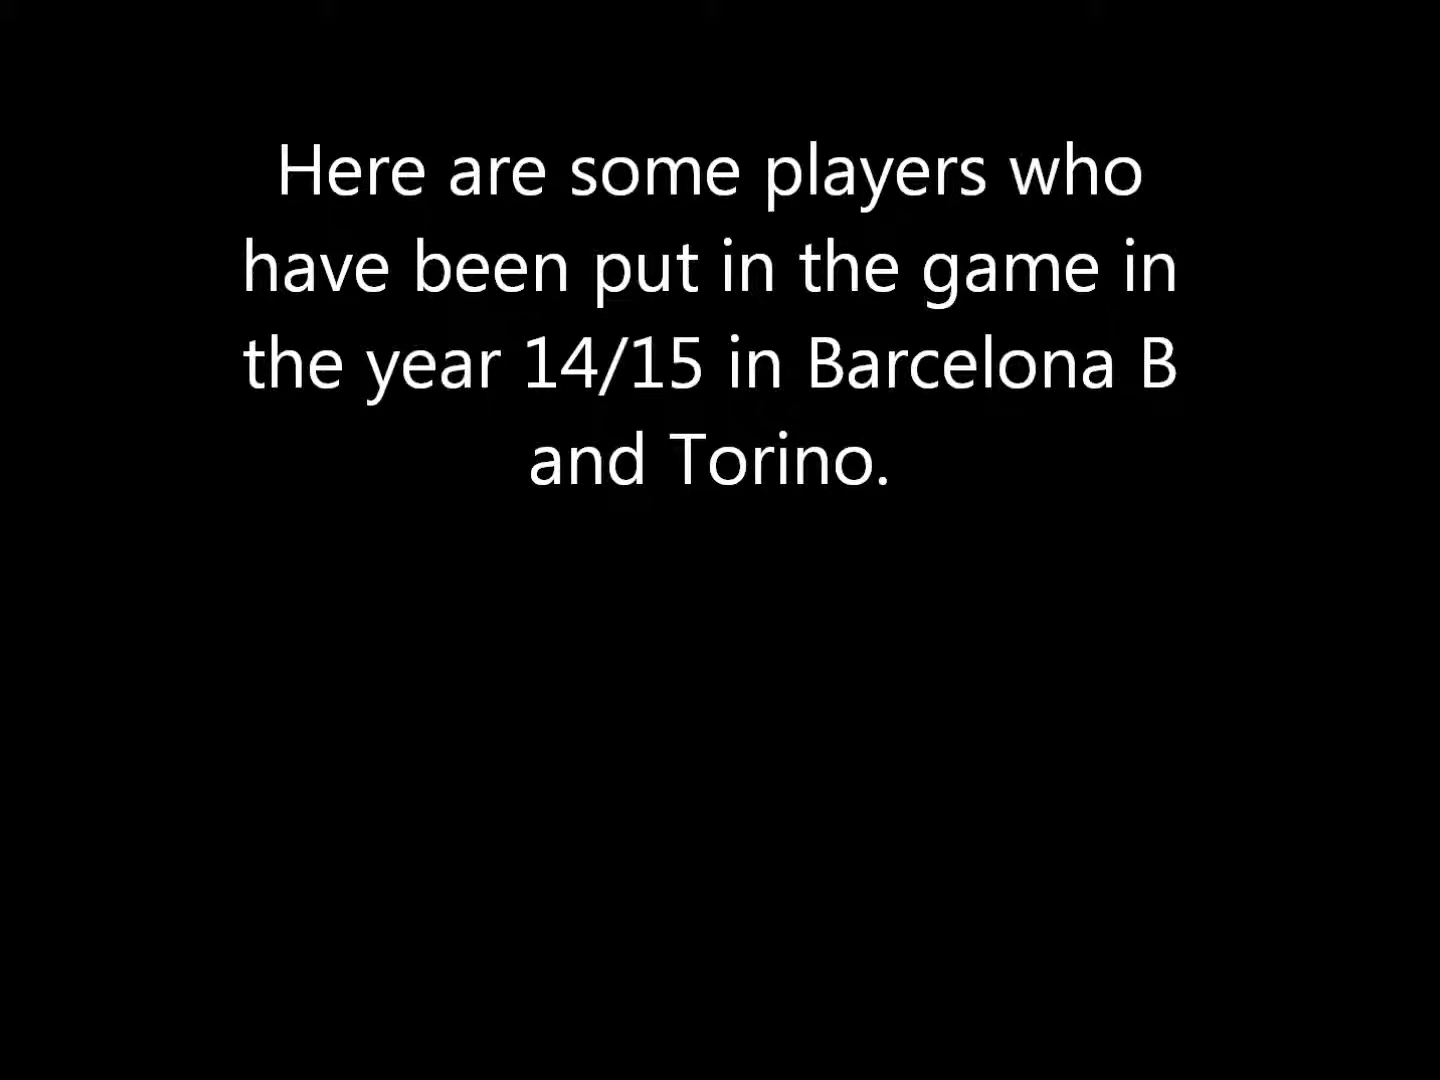 Here are some players who
have been put in the game in
the year 14/15 in Barcelona B
and Torino.